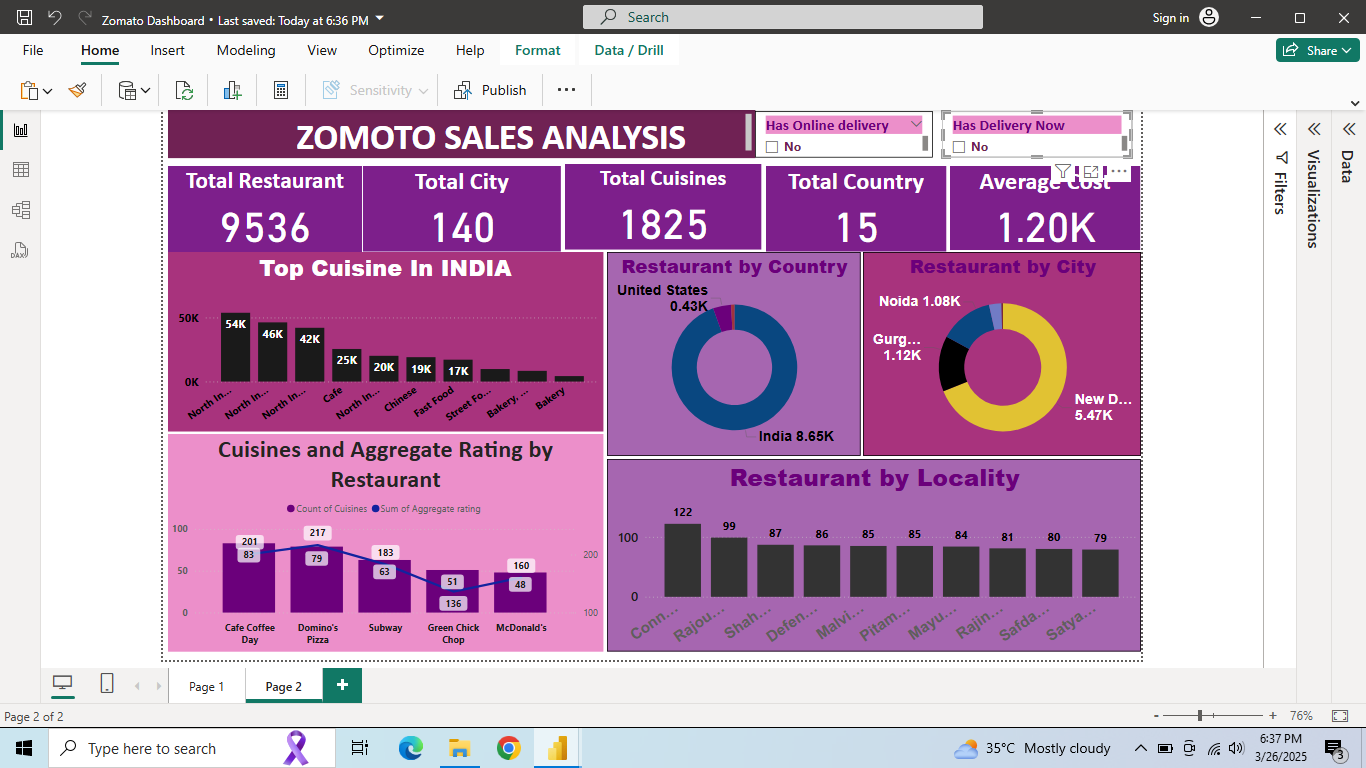 Zomato Dashboard • Last saved: Today at 6:36 PM
Search
Sign in
File
Home
Insert
Modeling
View
Optimize
Help
Format
Data / Drill
Share
Sensitivity
Publish
ZOMOTO SALES ANALYSIS
Has Online delivery
No
Has Delivery Now
No
Total Restaurant
9536
Total City
140
Total Cuisines
1825
Total Country
15
Average Cost
1.20K
Top Cuisine In INDIA
50K
0K
54K
46K
42K
25K
20K
19K
17K
North In...
North In...
North In...
Cafe
North In...
Chinese
Fast Food
Street Fo...
Bakery, ...
Bakery
Restaurant by Country
United States
0.43K
India 8.65K
Restaurant by City
Noida 1.08K
Gurg...
1.12K
New D...
5.47K
Cuisines and Aggregate Rating by
Restaurant
Count of Cuisines
Sum of Aggregate rating
100
50
0
200
100
201
83
217
79
183
63
51
136
160
48
Cafe Coffee
Day
Domino's
Pizza
Subway
Green Chick
Chop
McDonald's
Restaurant by Locality
100
0
122
99
87
86
85
85
84
81
80
79
Conn...
Rajou...
Shah...
Defen...
Malvi...
Pitam...
Mayu...
Rajin...
Safda...
Satya...
Filters
Visualizations
Data
DAX
Page 1
Page 2
Page 2 of 2
76%
Type here to search
35°C Mostly cloudy
6:37 PM
3/26/2025
3